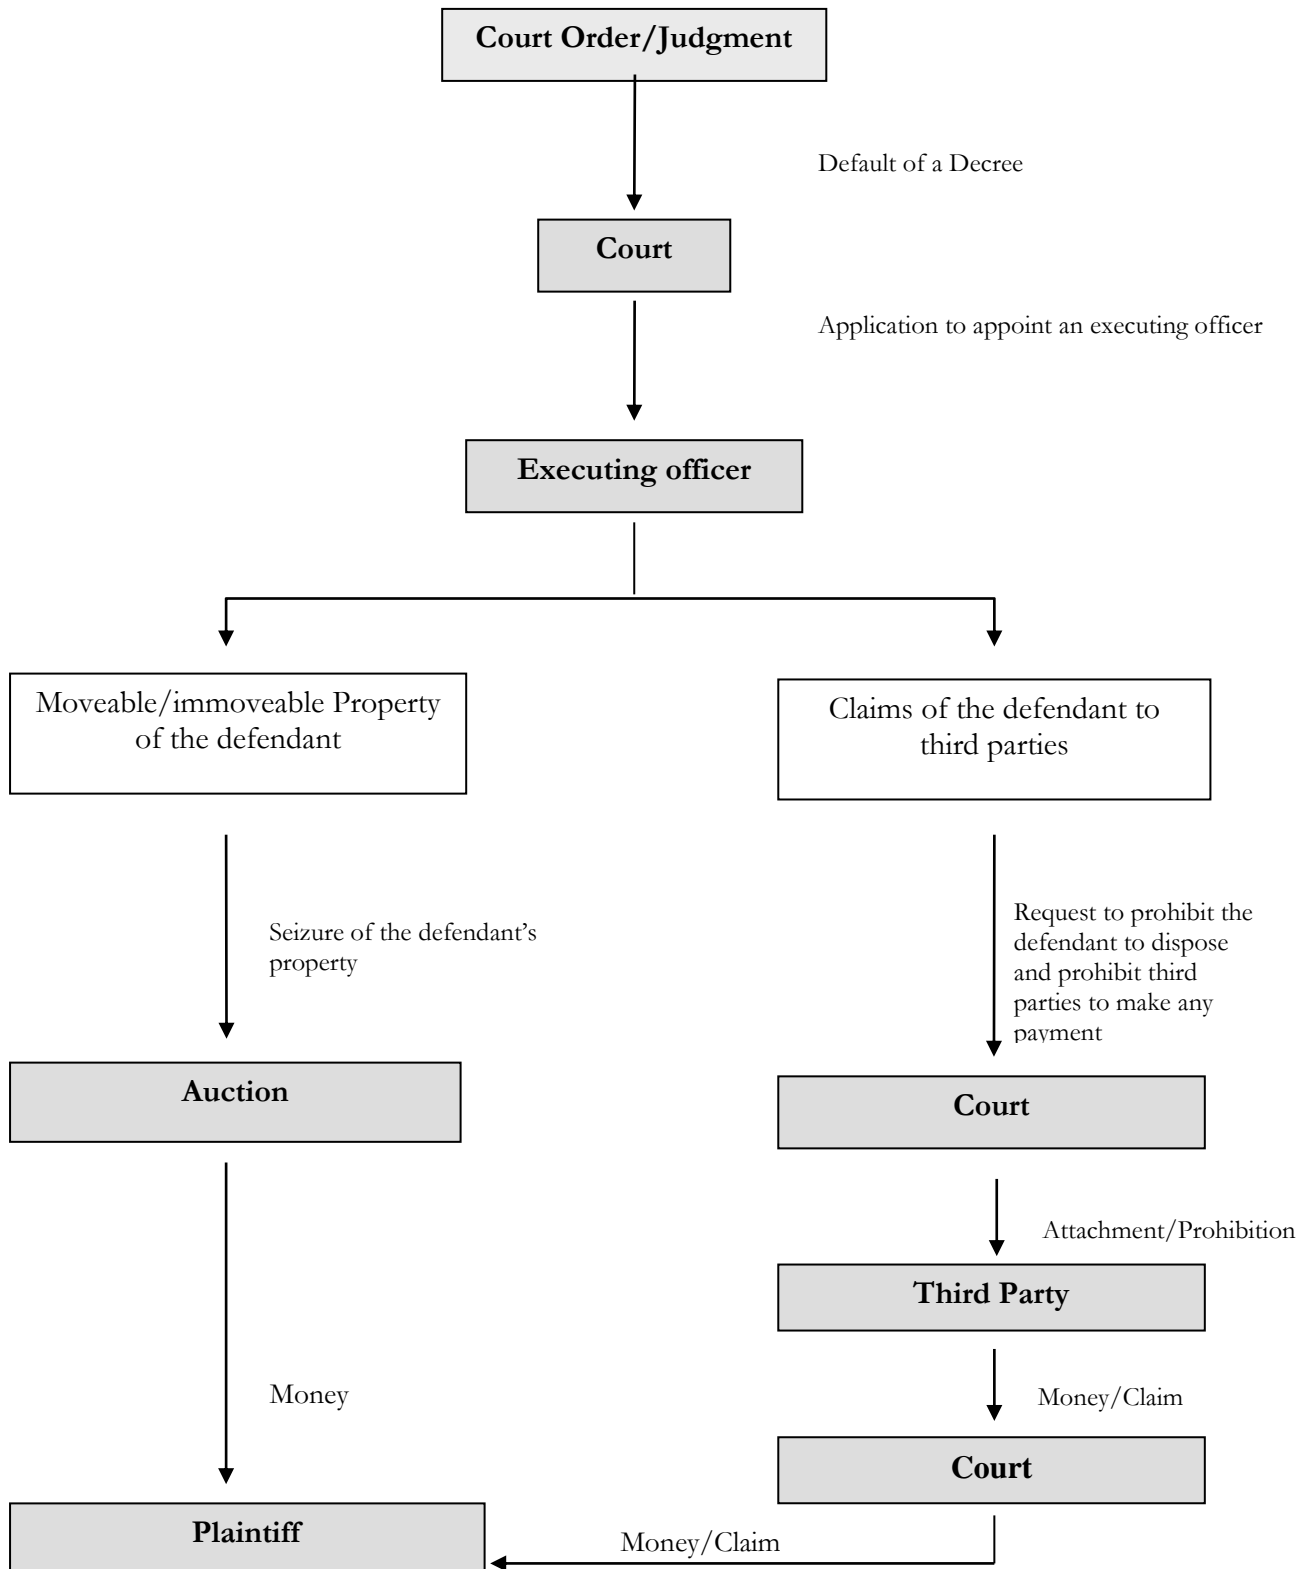 Court Order/Judgment
Default of a Decree
Court
Application to appoint an executing officer
Executing officer
Moveable/immoveable Property
of the defendant
Claims of the defendant to
third parties
Seizure of the defendant’s
property
Request to prohibit the
defendant to dispose
and prohibit third
parties to make any
payment
Auction
Court
Attachment/Prohibition
Third Party
Money
Money/Claim
Court
Plaintiff
Money/Claim